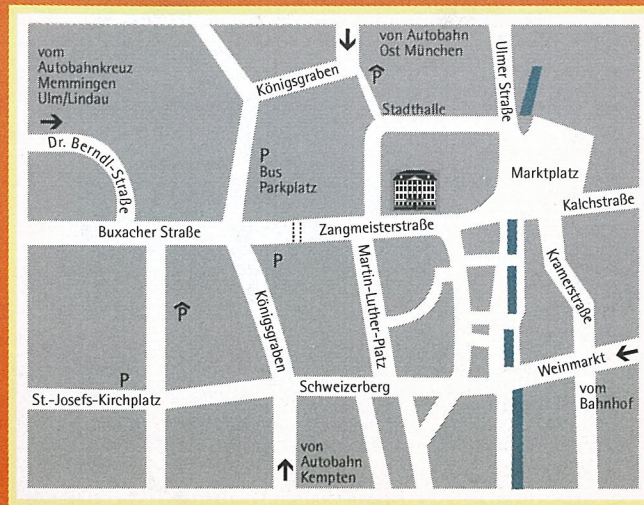 vom
Autobahnkreuz
Memmingen
Ulm/Lindau
Dr. Berndl-Straße
Königsgraben
von Autobahn
Ost München
P
Stadthalle
Ulmer Straße
P
Bus
Parkplatz
Marktplatz
Kalchstraße
Buxacher Straße
Zangmeisterstraße
P
P
Königsgraben
Martin-Luther-Platz
Kramerstraße
P
St.-Josefs-Kirchplatz
Schweizerberg
Weinmarkt
vom
Bahnhof
von
Autobahn
Kempten